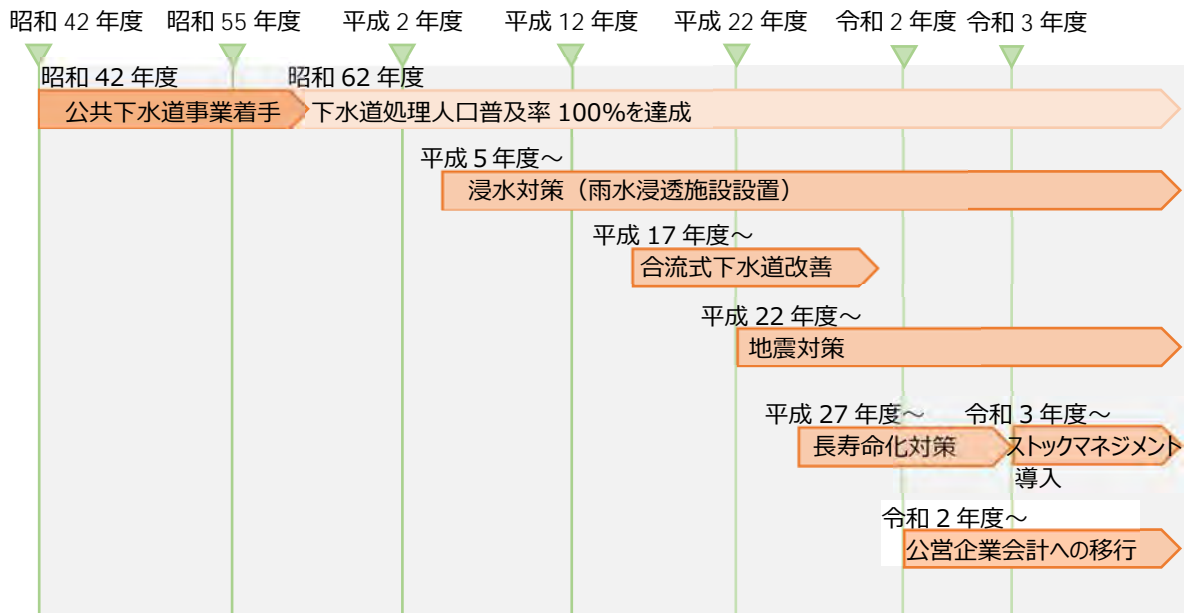 昭和 42 年度 昭和 55 年度 平成 2 年度 平成 12 年度 平成 22 年度 令和 2 年度 令和 3 年度
昭和 42 年度 昭和 62 年度
公共下水道事業着手 下水道処理人口普及率 100%を達成
平成 5 年度～
浸水対策（雨水浸透施設設置）
平成 17 年度～
合流式下水道改善
平成 22 年度～
地震対策
平成 27 年度～ 令和 3 年度～
長寿命化対策 ストックマネジメント
導入
令和 2 年度～
公営企業会計への移行